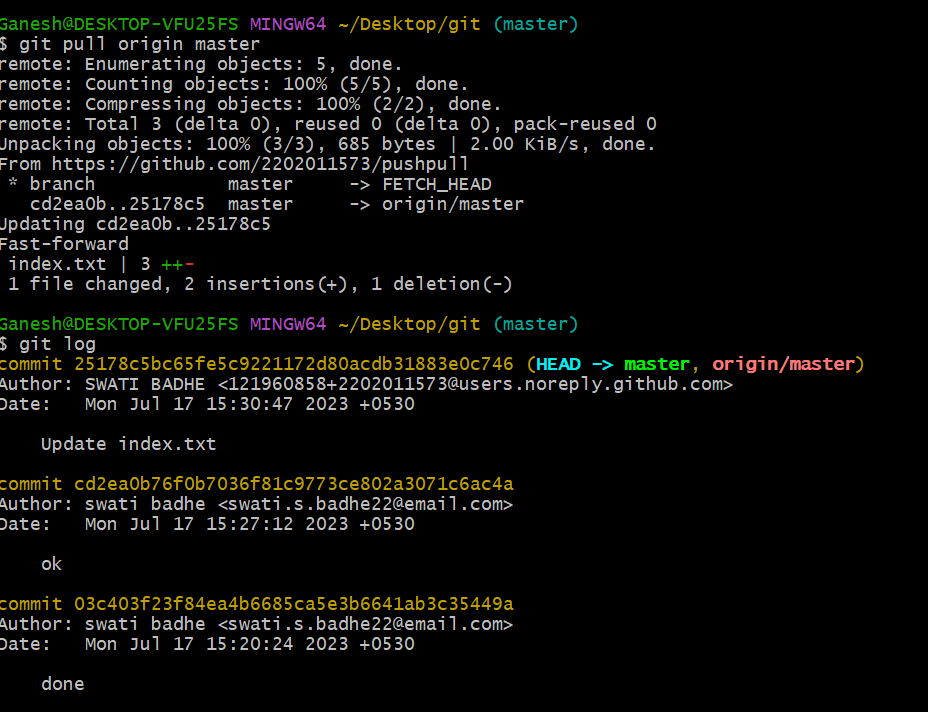 Ganesh@DESKTOP-VFU25FS MINGW64 ~/Desktop/git (master)
$ git pull origin master
remote: Enumerating objects: 5, done.
remote: Counting objects: 100% (5/5), done.
remote: Compressing objects: 100% (2/2), done.
remote: Total 3 (delta 0), reused 0 (delta 0), pack-reused 0
Unpacking objects: 100% (3/3), 685 bytes | 2.00 KiB/s, done.
From https://github.com/2202011573/pushpull
 * branch            master     -> FETCH_HEAD
   cd2ea0b..25178c5  master     -> origin/master
Updating cd2ea0b..25178c5
Fast-forward
 index.txt | 3 ++-
 1 file changed, 2 insertions(+), 1 deletion(-)
Ganesh@DESKTOP-VFU25FS MINGW64 ~/Desktop/git (master)
$ git log
commit 25178c5bc65fe5c9221172d80acdb31883e0c746 (HEAD -> master, origin/master)
Author: SWATI BADHE <121960858+2202011573@users.noreply.github.com>
Date:   Mon Jul 17 15:30:47 2023 +0530
    Update index.txt
commit cd2ea0b76f0b7036f81c9773ce802a3071c6ac4a
Author: swati badhe <swati.s.badhe22@email.com>
Date:   Mon Jul 17 15:27:12 2023 +0530
    ok
commit 03c403f23f84ea4b6685ca5e3b6641ab3c35449a
Author: swati badhe <swati.s.badhe22@email.com>
Date:   Mon Jul 17 15:20:24 2023 +0530
    done